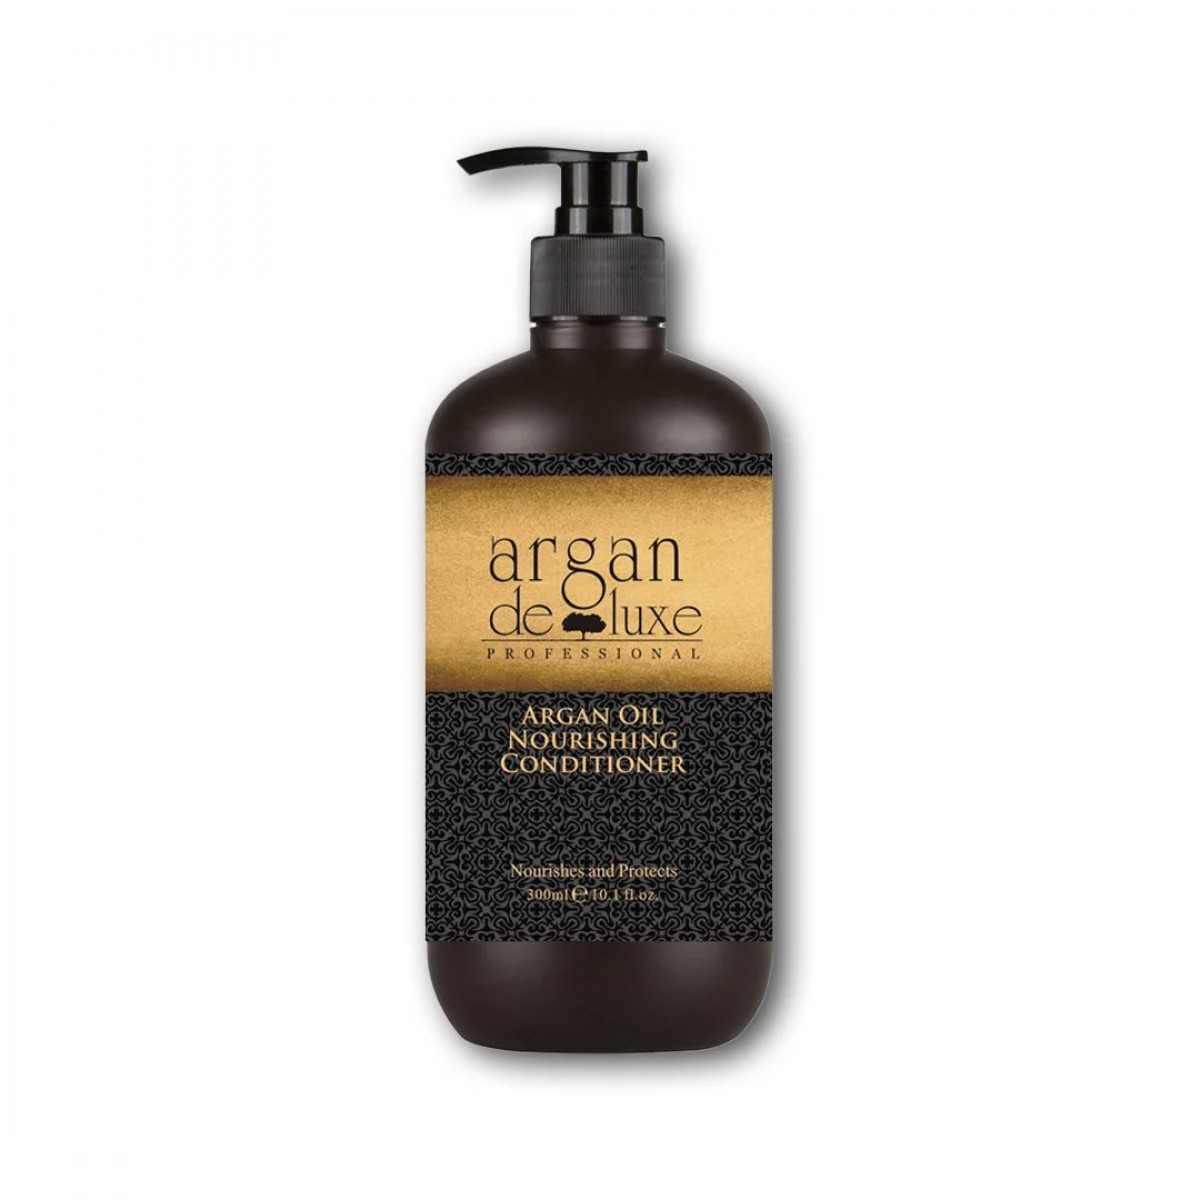 argan
de luxe
PROFESSIONAL
ARGAN OIL
NOURISHING
CONDITIONER
Nourishes and Protects
300ml ℮ 10.1 fl.oz.